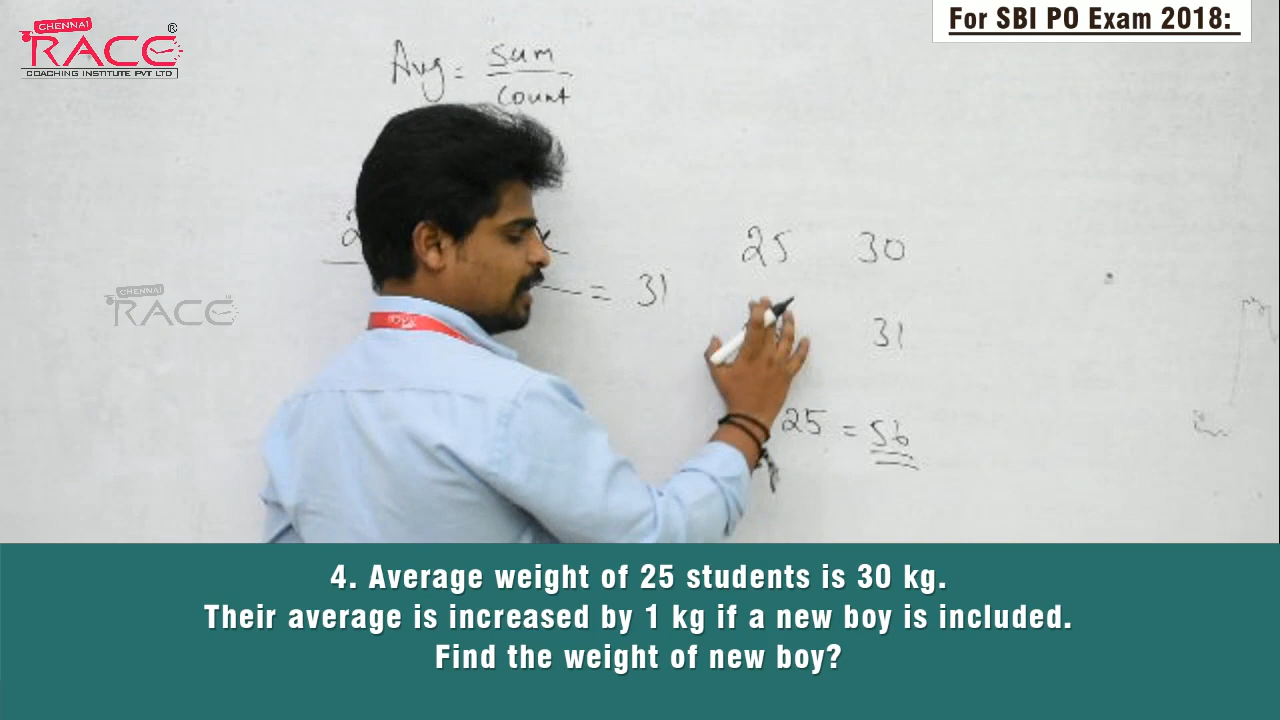 CHENNAI
RACE
®
COACHING INSTITUTE PVT LTD
For SBI PO Exam 2018:
Avg = sum
count
x
= 31
25 30
31
25 = 56
CHENNAI
RACE
4. Average weight of 25 students is 30 kg.
Their average is increased by 1 kg if a new boy is included.
Find the weight of new boy?